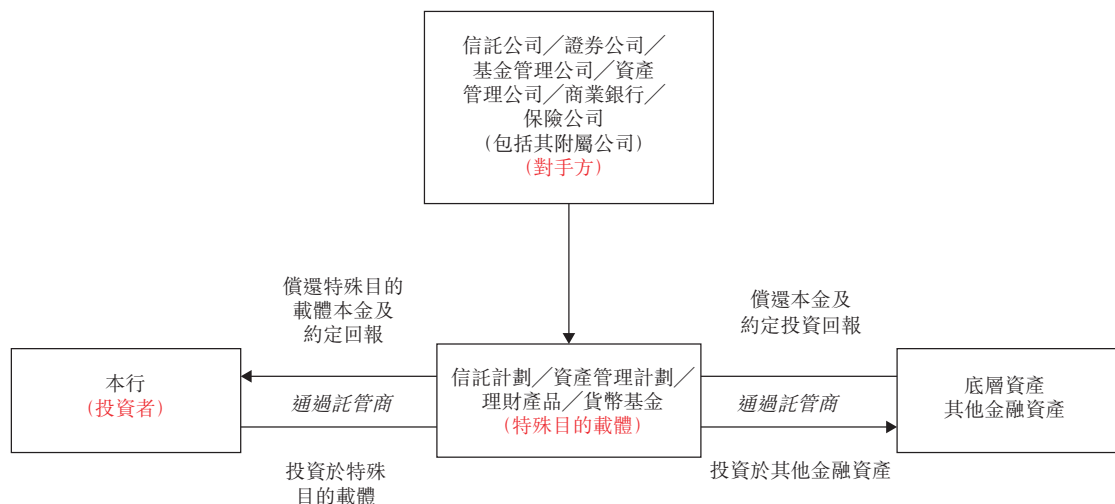 信託公司╱證券公司╱
基金管理公司╱資產
管理公司╱商業銀行╱
保險公司
(包括其附屬公司)
(對手方)
償還特殊目的
載體本金及
約定回報
償還本金及
約定投資回報
本行
(投資者)
通過託管商
信託計劃╱資產管理計劃╱
理財產品╱貨幣基金
(特殊目的載體)
通過託管商
底層資產
其他金融資產
投資於特殊
目的載體
投資於其他金融資產